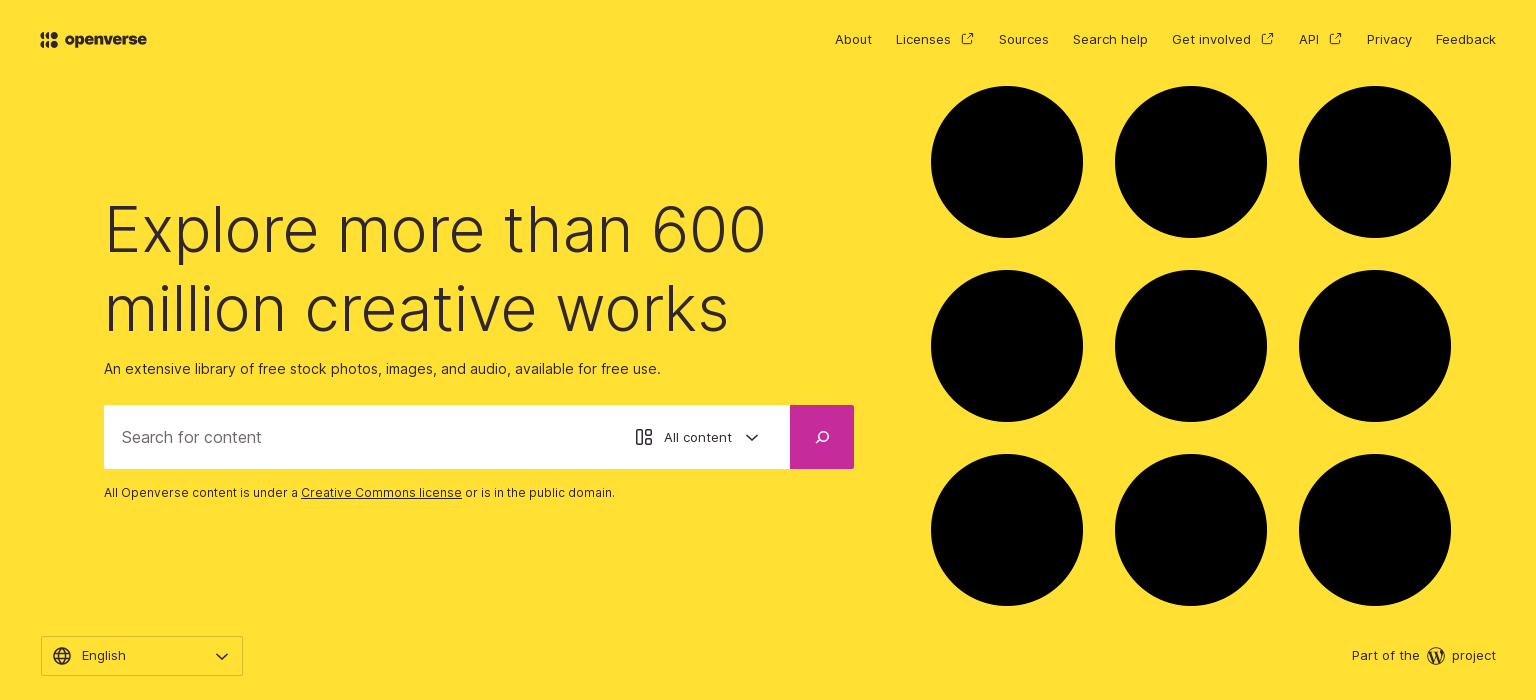 openverse
About
Licenses
Sources
Search help
Get involved
API
Privacy
Feedback
Explore more than 600
million creative works
An extensive library of free stock photos, images, and audio, available for free use.
Search for content
All content
All Openverse content is under a Creative Commons license or is in the public domain.
English
Part of the W project